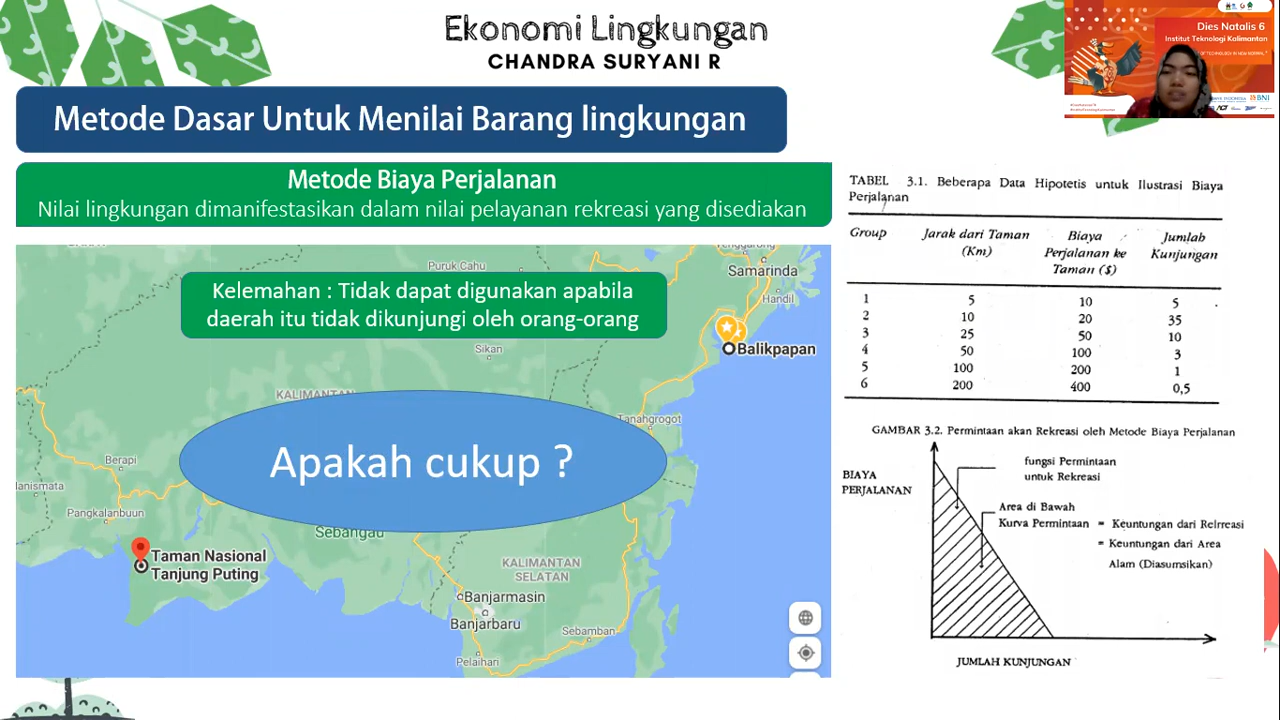 Ekonomi Lingkungan
CHANDRA SURYANI R
Dies Natalis 6
Institut Teknologi Kalimantan
BNI
Metode Dasar Untuk Menilai Barang lingkungan
Metode Biaya Perjalanan
Nilai lingkungan dimanifestasikan dalam nilai pelayanan rekreasi yang disediakan
Kelemahan : Tidak dapat digunakan apabila
daerah itu tidak dikunjungi oleh orang-orang
Puruk Cahu
Samarinda
Handil
Sikan
Balikpapan
KALIMANTAN
Tanahgrogot
Apakah cukup ?
Berapi
Pangkalanbuun
Sebangau
Taman Nasional
Tanjung Puting
KALIMANTAN
SELATAN
Banjarmasin
Banjarbaru
Sebamban
Pelaihari
TABEL 3.1. Beberapa Data Hipotetis untuk Ilustrasi Biaya
Perjalanan
Group Jarak dari Taman (Km) Biaya Perjalanan ke Taman ($) Jumlah Kunjungan
1 5 10 5
2 10 20 35
3 25 50 10
4 50 100 3
5 100 200 1
6 200 400 0,5
GAMBAR 3.2. Permintaan akan Rekreasi oleh Metode Biaya Perjalanan
BIAYA
PERJALANAN
fungsi Permintaan
untuk Rekreasi
Area di Bawah
Kurva Permintaan = Keuntungan dari Relrreasi
= Keuntungan dari Area
Alam (Diasumsikan)
JUMLAH KUNJUNGAN